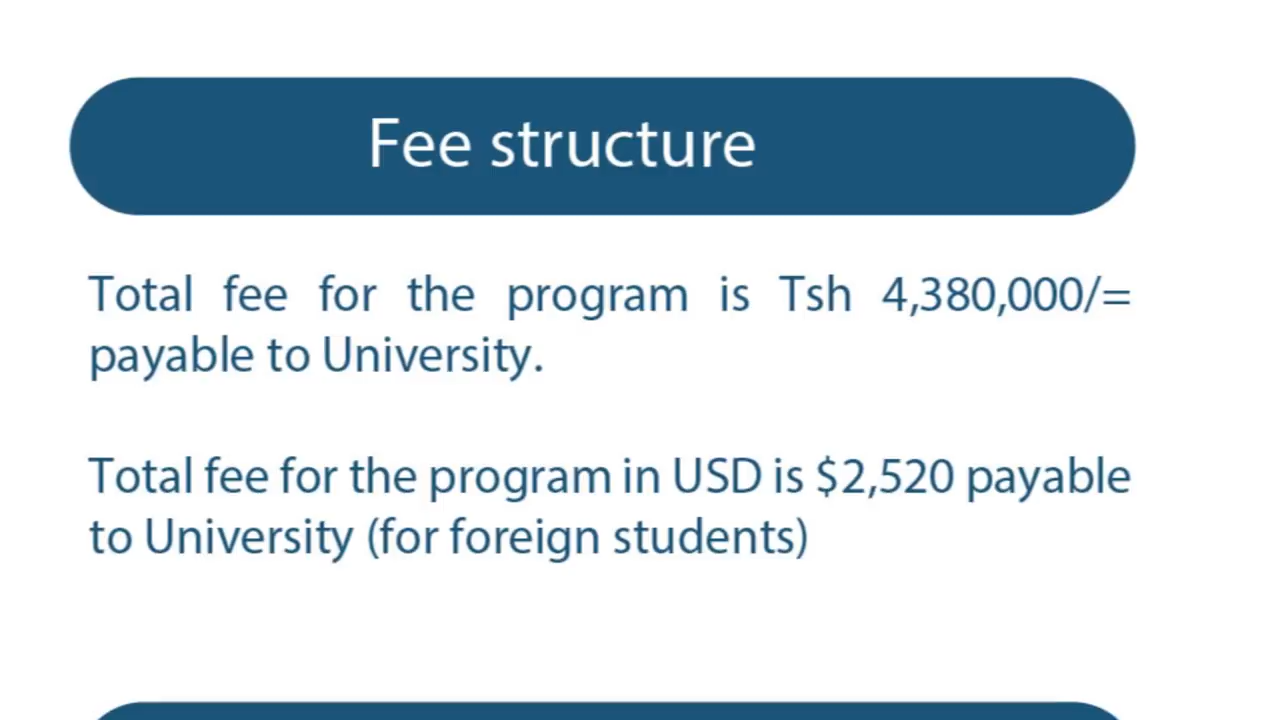 Fee structure
Total fee for the program is Tsh 4,380,000/=
payable to University.
Total fee for the program in USD is $2,520 payable
to University (for foreign students)